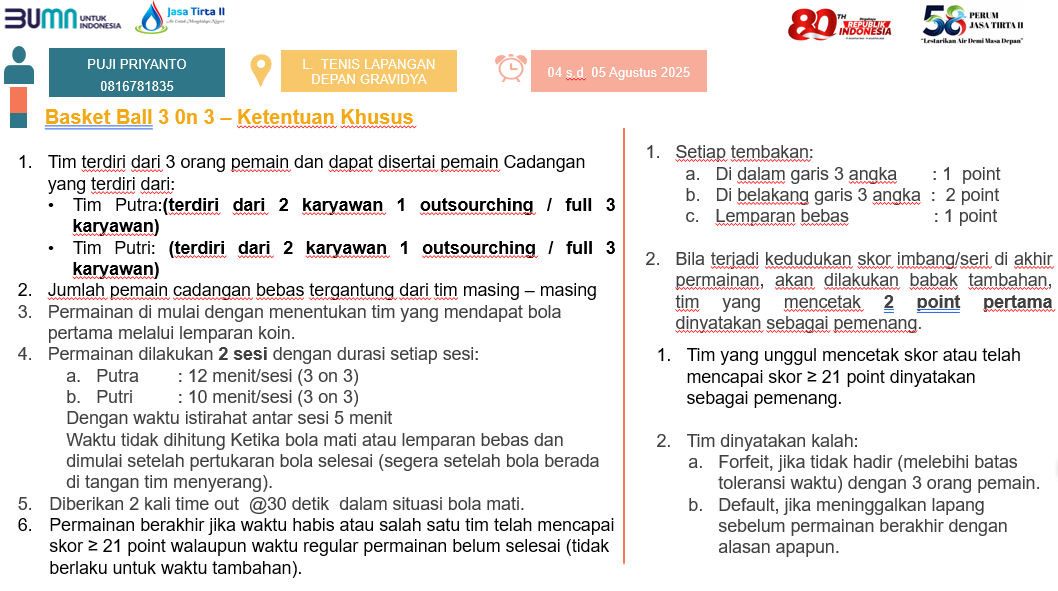 BUMN UNTUK INDONESIA
Jasa Tirta II
Air Untuk Menghidupi Negeri
80TH
REPUBLIK
INDONESIA
58
PERUM
JASA TIRTA II
"Lestarikan Air Demi Masa Depan"
PUJI PRIYANTO
0816781835
L. TENIS LAPANGAN
DEPAN GRAVIDYA
04 s.d. 05 Agustus 2025
Basket Ball 3 0n 3 – Ketentuan Khusus
1. Tim terdiri dari 3 orang pemain dan dapat disertai pemain Cadangan
yang terdiri dari:
• Tim Putra:(terdiri dari 2 karyawan 1 outsourching / full 3
karyawan)
• Tim Putri: (terdiri dari 2 karyawan 1 outsourching / full 3
karyawan)
2. Jumlah pemain cadangan bebas tergantung dari tim masing – masing
3. Permainan di mulai dengan menentukan tim yang mendapat bola
pertama melalui lemparan koin.
4. Permainan dilakukan 2 sesi dengan durasi setiap sesi:
a. Putra : 12 menit/sesi (3 on 3)
b. Putri : 10 menit/sesi (3 on 3)
Dengan waktu istirahat antar sesi 5 menit
Waktu tidak dihitung Ketika bola mati atau lemparan bebas dan
dimulai setelah pertukaran bola selesai (segera setelah bola berada
di tangan tim menyerang).
5. Diberikan 2 kali time out @30 detik dalam situasi bola mati.
6. Permainan berakhir jika waktu habis atau salah satu tim telah mencapai
skor ≥ 21 point walaupun waktu regular permainan belum selesai (tidak
berlaku untuk waktu tambahan).
1. Setiap tembakan:
a. Di dalam garis 3 angka : 1 point
b. Di belakang garis 3 angka : 2 point
c. Lemparan bebas : 1 point
2. Bila terjadi kedudukan skor imbang/seri di akhir
permainan, akan dilakukan babak tambahan,
tim yang mencetak 2 point pertama
dinyatakan sebagai pemenang.
1. Tim yang unggul mencetak skor atau telah
mencapai skor ≥ 21 point dinyatakan
sebagai pemenang.
2. Tim dinyatakan kalah:
a. Forfeit, jika tidak hadir (melebihi batas
toleransi waktu) dengan 3 orang pemain.
b. Default, jika meninggalkan lapang
sebelum permainan berakhir dengan
alasan apapun.